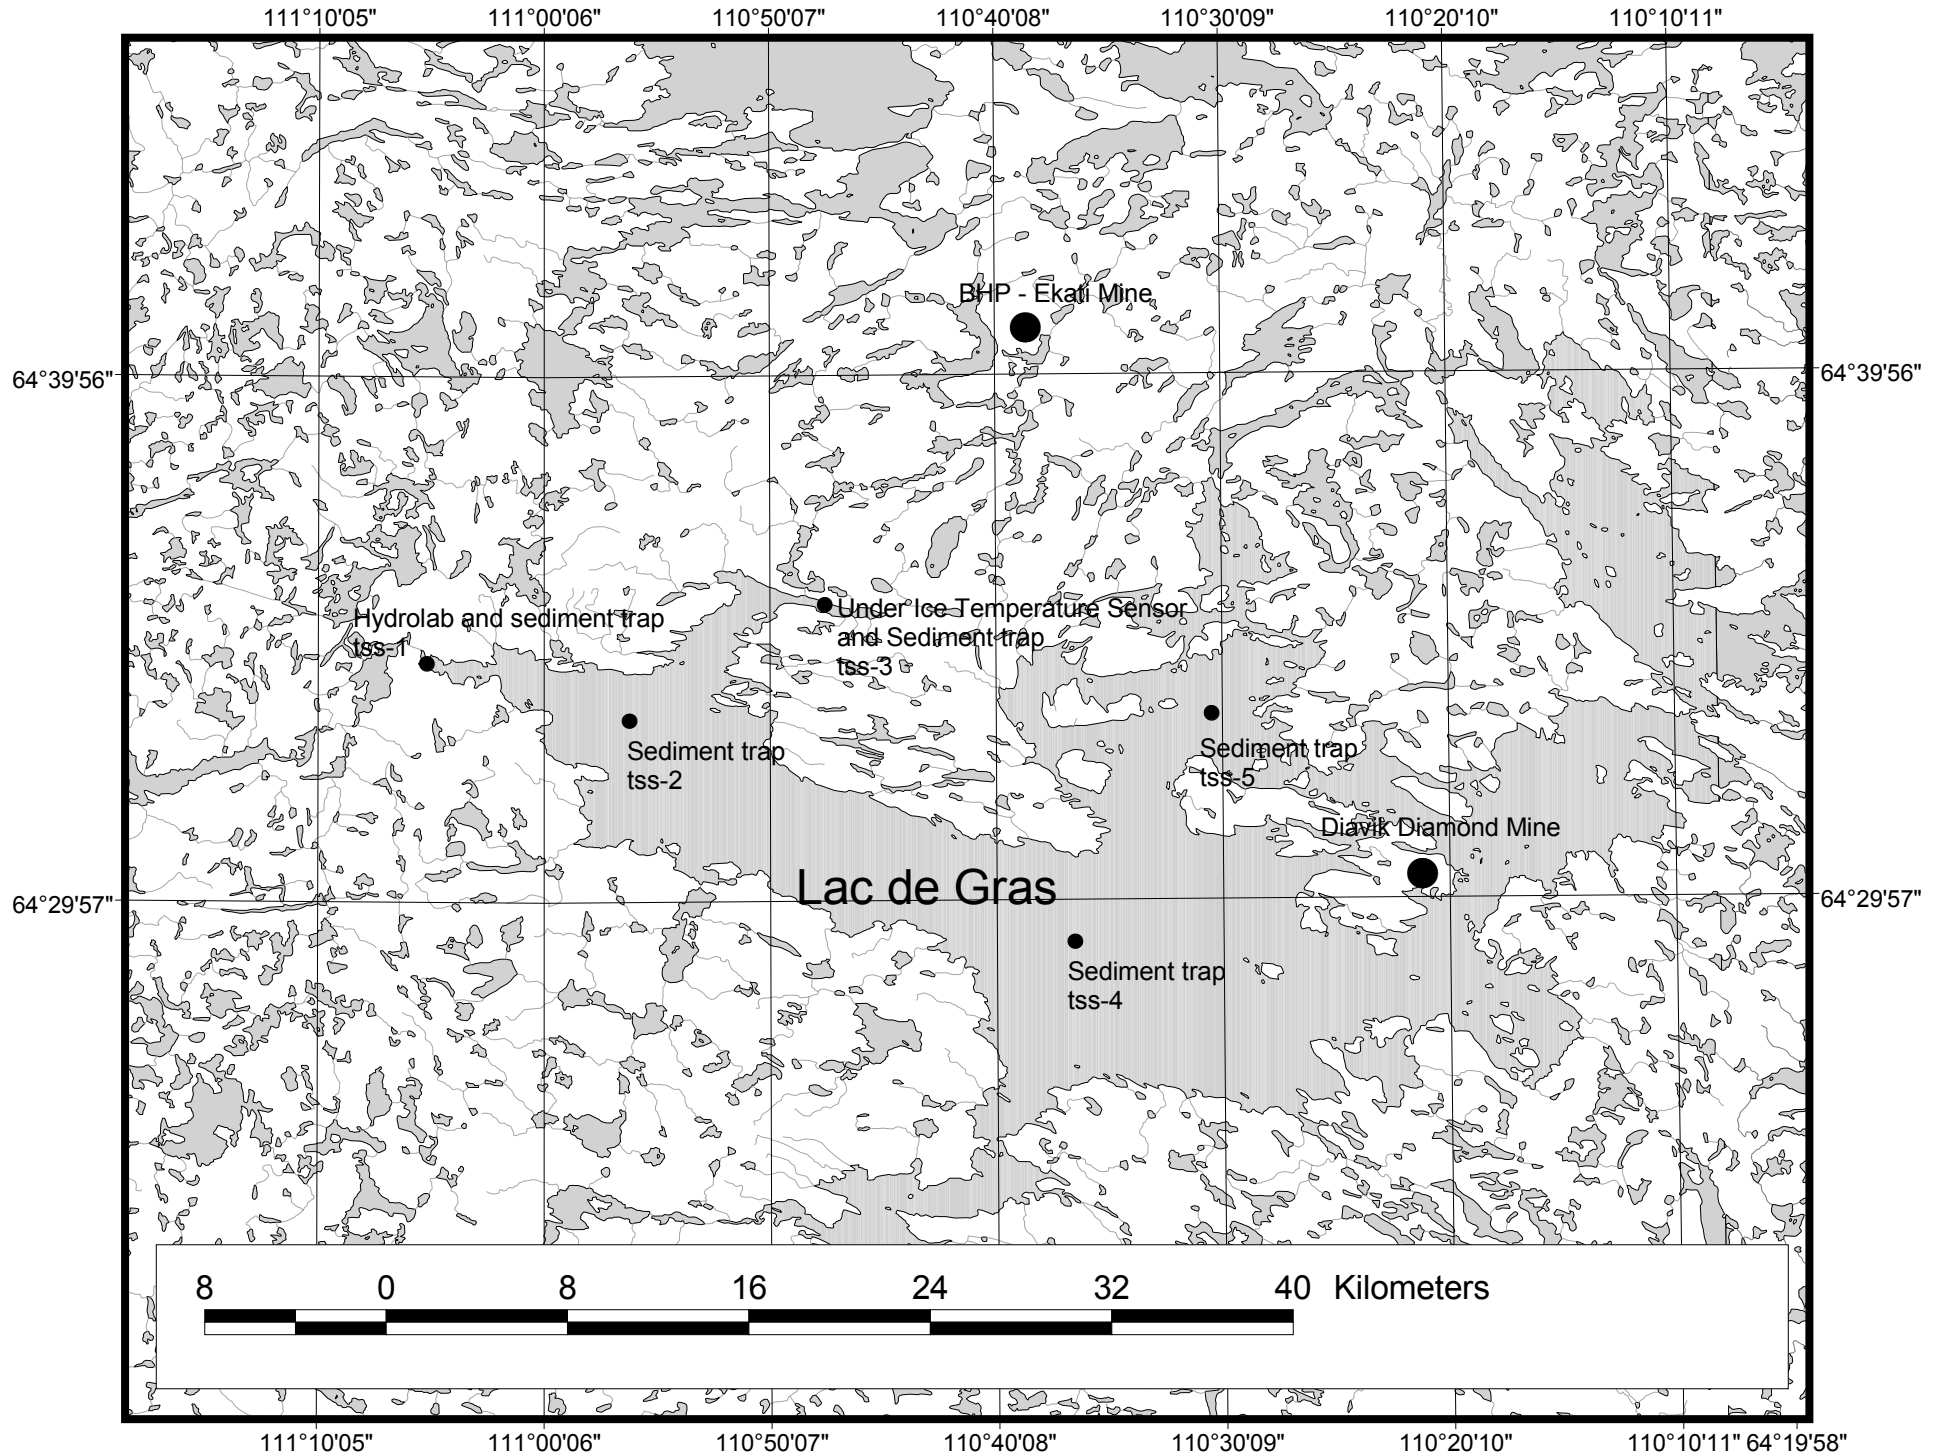 111°10'05" 111°00'06" 110°50'07" 110°40'08" 110°30'09" 110°20'10" 110°10'11"
BHP - Ekati Mine
64°39'56" 64°39'56"
Hydrolab and sediment trap
tss-1
Under Ice Temperature Sensor
and Sediment trap
tss-3
Sediment trap
tss-2
Sediment trap
tss-5
Diavik Diamond Mine
Lac de Gras
64°29'57" 64°29'57"
Sediment trap
tss-4
8 0 8 16 24 32 40 Kilometers
111°10'05" 111°00'06" 110°50'07" 110°40'08" 110°30'09" 110°20'10" 110°10'11" 64°19'58"